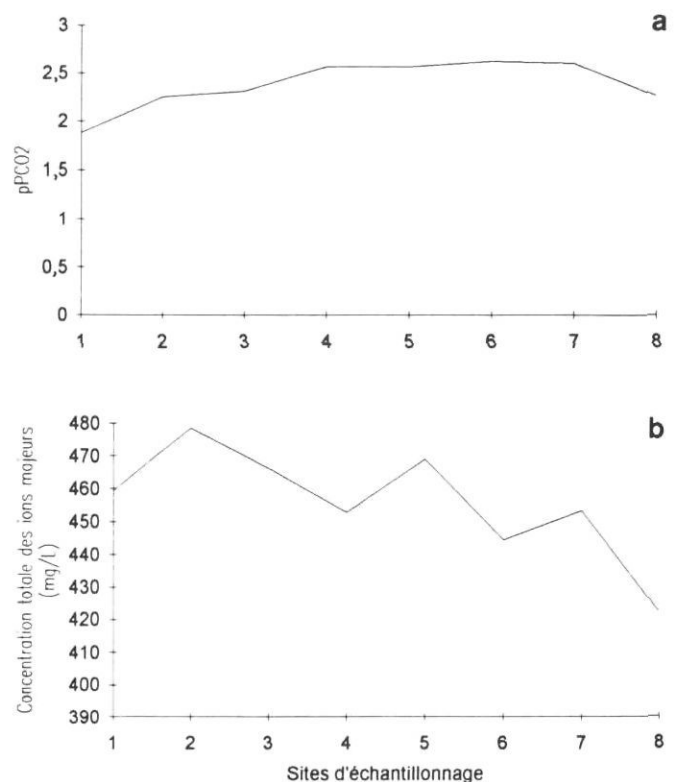 a
3
2,5
2
1,5
1
0,5
0
pPCO2
1 2 3 4 5 6 7 8
b
480
470
460
450
440
430
420
410
400
390
Concentration totale des ions majeurs
(mg/l)
1 2 3 4 5 6 7 8
Sites d'échantillonnage